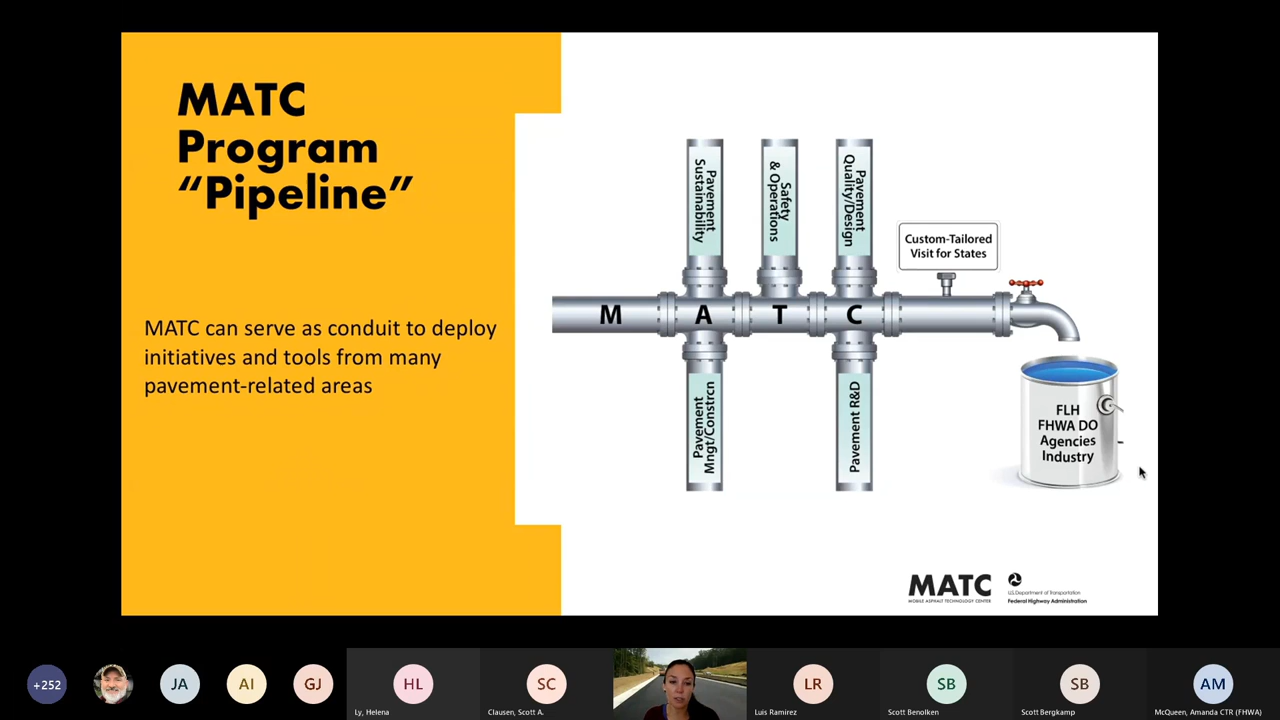 MATC
Program
“Pipeline”
MATC can serve as conduit to deploy
initiatives and tools from many
pavement-related areas
Pavement
Sustainability
Safety
& Operations
Pavement
Quality/Design
Custom-Tailored
Visit for States
M A T C
Pavement
Mngt/Constrcn
Pavement R&D
FLH
FHWA DO
Agencies
Industry
MATC
MOBILE ASPHALT TECHNOLOGY CENTER
U.S. Department of Transportation
Federal Highway Administration
+252
JA
AI
GJ
HL
Ly, Helena
SC
Clausen, Scott A.
LR
Luis Ramirez
SB
Scott Benolken
SB
Scott Bergkamp
AM
McQueen, Amanda CTR (FHWA)